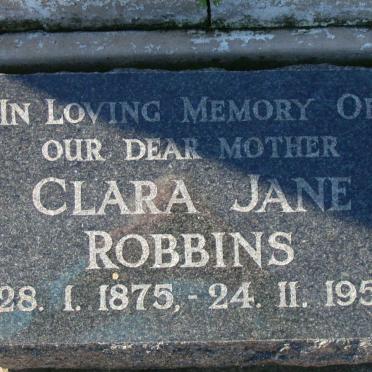 In Loving Memory Of
our dear mother
Clara Jane
Robbins
28. 1. 1875, - 24. 11. 195